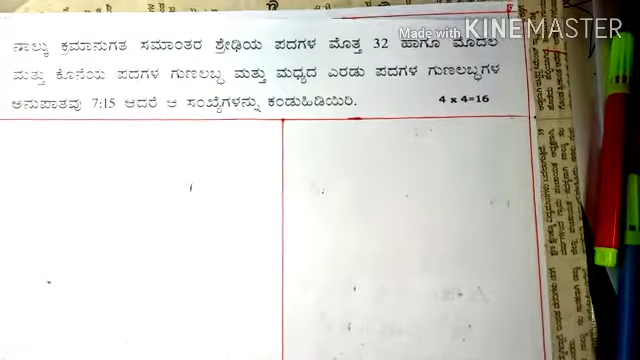 Made with KINEMASTER
ನಾಲ್ಕು ಕ್ರಮಾನುಗತ ಸಮಾಂತರ ಶ್ರೇಢಿಯ ಪದಗಳ ಮೊತ್ತ 32 ಹಾಗೂ ಮೊದಲ
ಮತ್ತು ಕೊನೆಯ ಪದಗಳ ಗುಣಲಬ್ಧ ಮತ್ತು ಮಧ್ಯದ ಎರಡು ಪದಗಳ ಗುಣಲಬ್ಧಗಳ
ಅನುಪಾತವು 7:15 ಆದರೆ ಆ ಸಂಖ್ಯೆಗಳನ್ನು ಕಂಡುಹಿಡಿಯಿರಿ. 4 x 4=16